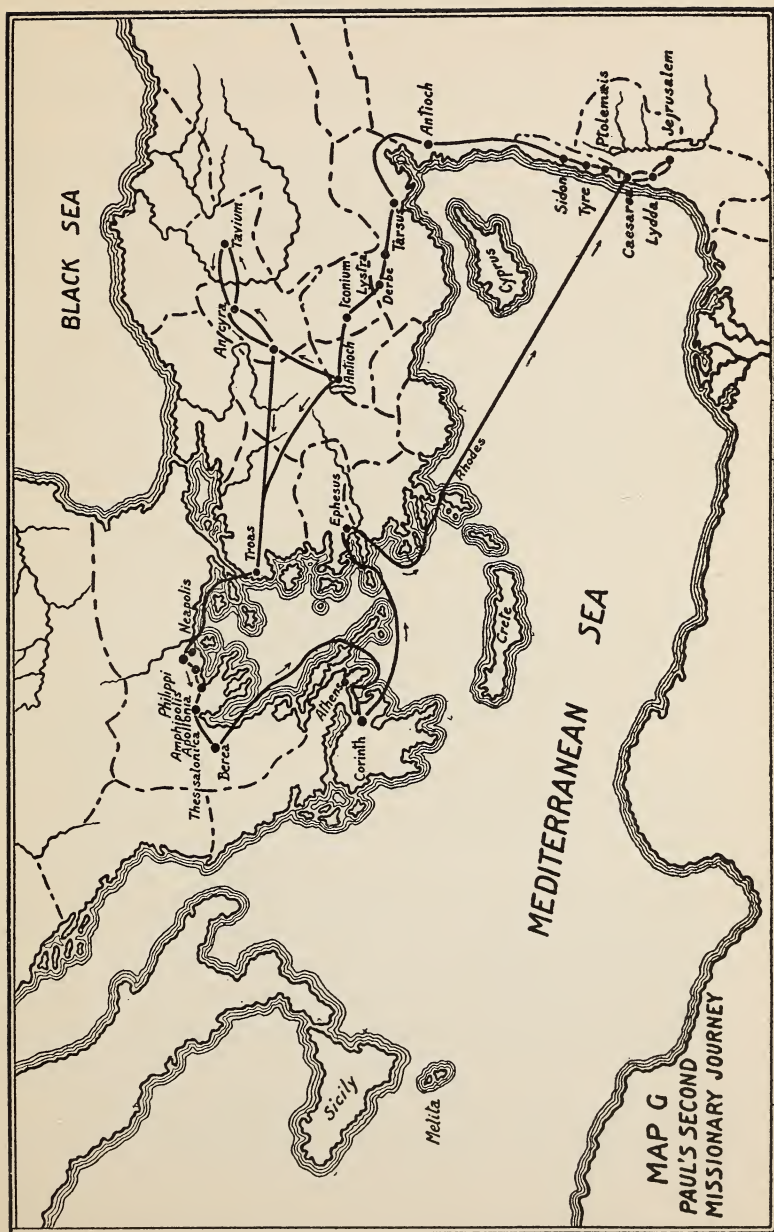 BLACK SEA
Tavium
Ancyra
Antioch
Iconium
Lystra
Derbe
Tarsus
Antioch
Neapolis
Philippi
Amphipolis
Apollonia
Thessalonica
Berea
Troas
Ephesus
Athens
Corinth
Rhodes
Cyprus
Crete
Sidon
Tyre
Ptolemæis
Caesarea
Lydda
Jerusalem
Sicily
Melita
MEDITERRANEAN SEA
MAP G
PAUL'S SECOND
MISSIONARY JOURNEY